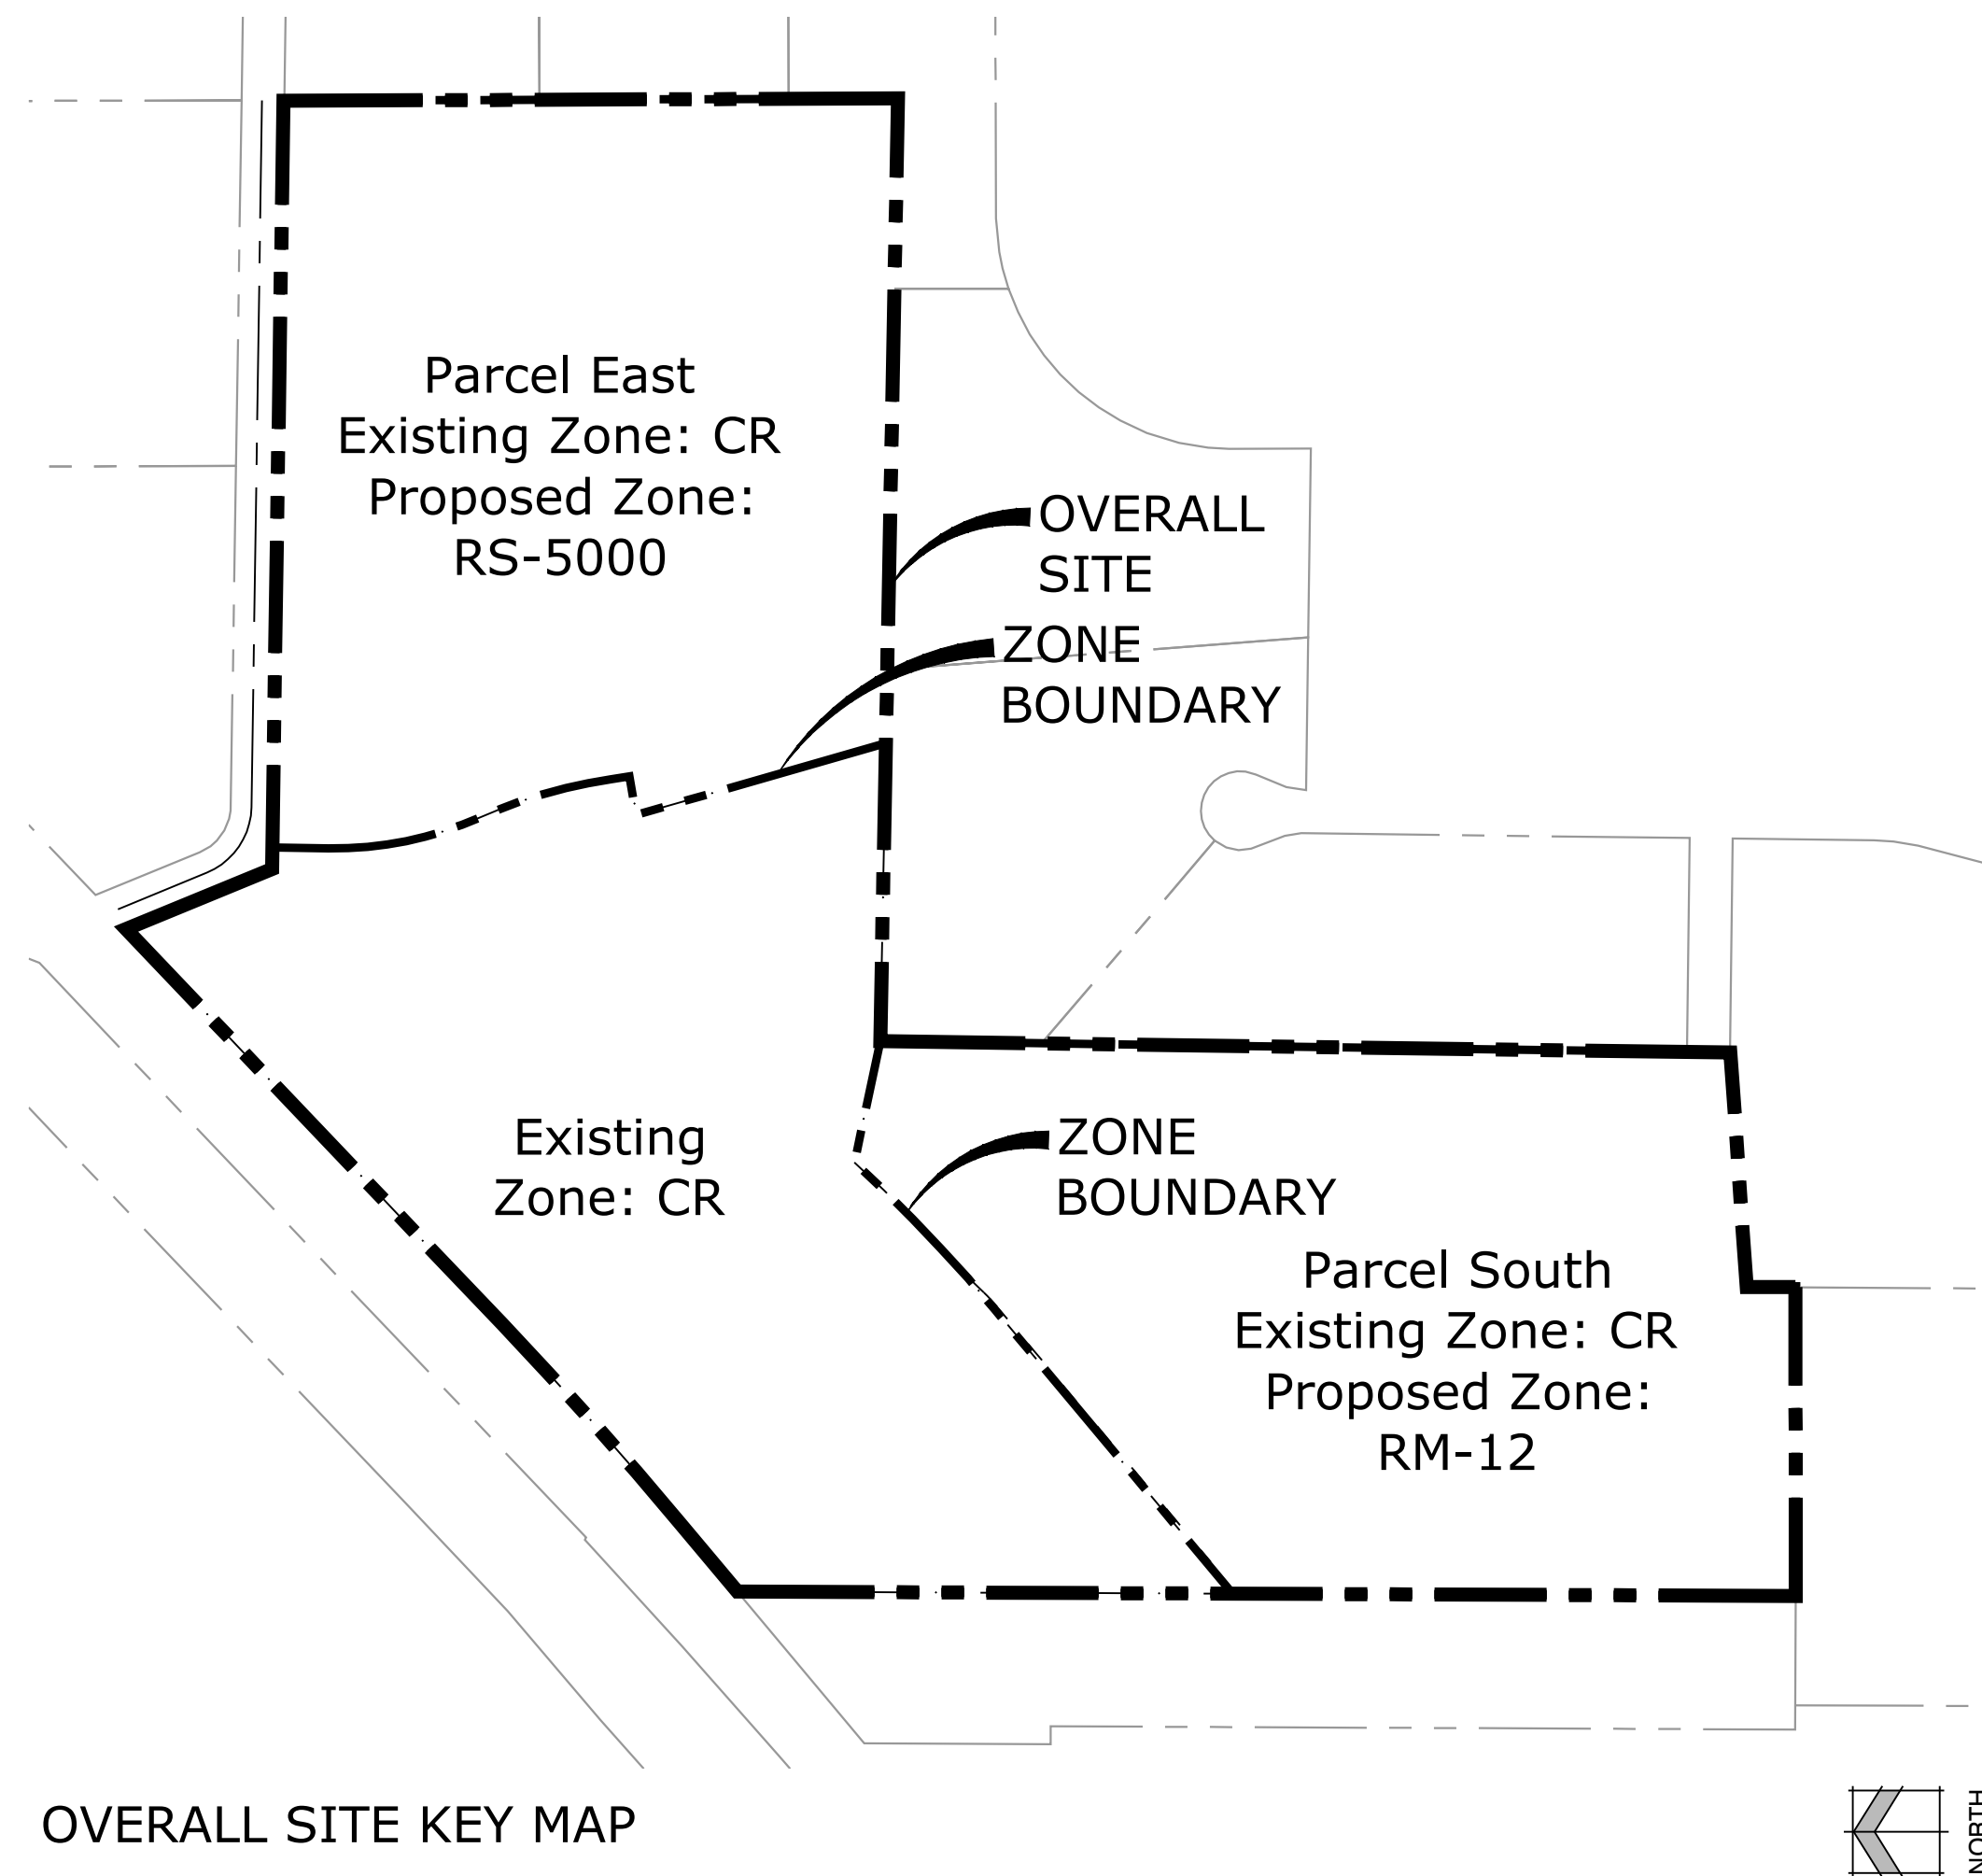 Parcel East
Existing Zone: CR
Proposed Zone:
RS-5000
OVERALL
SITE
ZONE
BOUNDARY
Existing
Zone: CR
ZONE
BOUNDARY
Parcel South
Existing Zone: CR
Proposed Zone:
RM-12
OVERALL SITE KEY MAP
NORTH